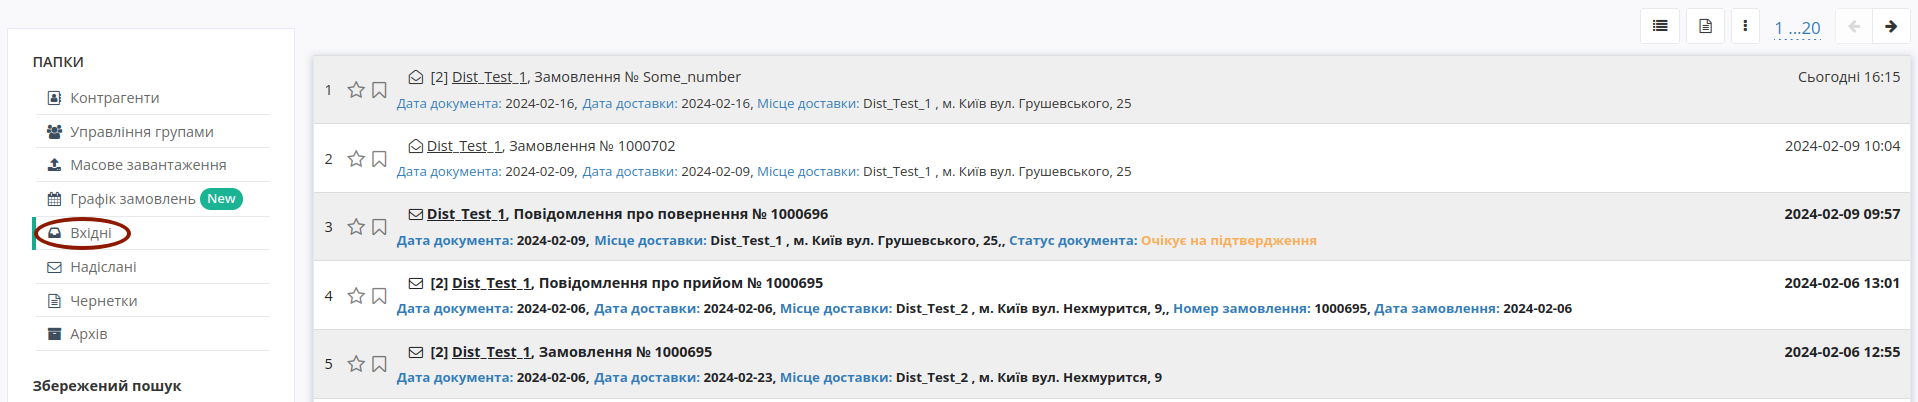 1 ...20
ПАПКИ
Контрагенти
Управління групами
Масове завантаження
Графік замовлень New
Вхідні
Надіслані
Чернетки
Архів
Збережений пошук
1 [2] Dist_Test_1, Замовлення № Some_number Сьогодні 16:15
Дата документа: 2024-02-16, Дата доставки: 2024-02-16, Місце доставки: Dist_Test_1 , м. Київ вул. Грушевського, 25
2 Dist_Test_1, Замовлення № 1000702 2024-02-09 10:04
Дата документа: 2024-02-09, Дата доставки: 2024-02-09, Місце доставки: Dist_Test_1 , м. Київ вул. Грушевського, 25
3 Dist_Test_1, Повідомлення про повернення № 1000696 2024-02-09 09:57
Дата документа: 2024-02-09, Місце доставки: Dist_Test_1 , м. Київ вул. Грушевського, 25,, Статус документа: Очікує на підтвердження
4 [2] Dist_Test_1, Повідомлення про прийом № 1000695 2024-02-06 13:01
Дата документа: 2024-02-06, Дата доставки: 2024-02-06, Місце доставки: Dist_Test_2 , м. Київ вул. Нехмурится, 9,, Номер замовлення: 1000695, Дата замовлення: 2024-02-06
5 [2] Dist_Test_1, Замовлення № 1000695 2024-02-06 12:55
Дата документа: 2024-02-06, Дата доставки: 2024-02-23, Місце доставки: Dist_Test_2 , м. Київ вул. Нехмурится, 9